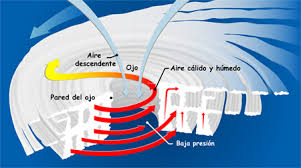 Aire
descendente
Ojo
Aire cálido y húmedo
Pared del ojo
Baja presión